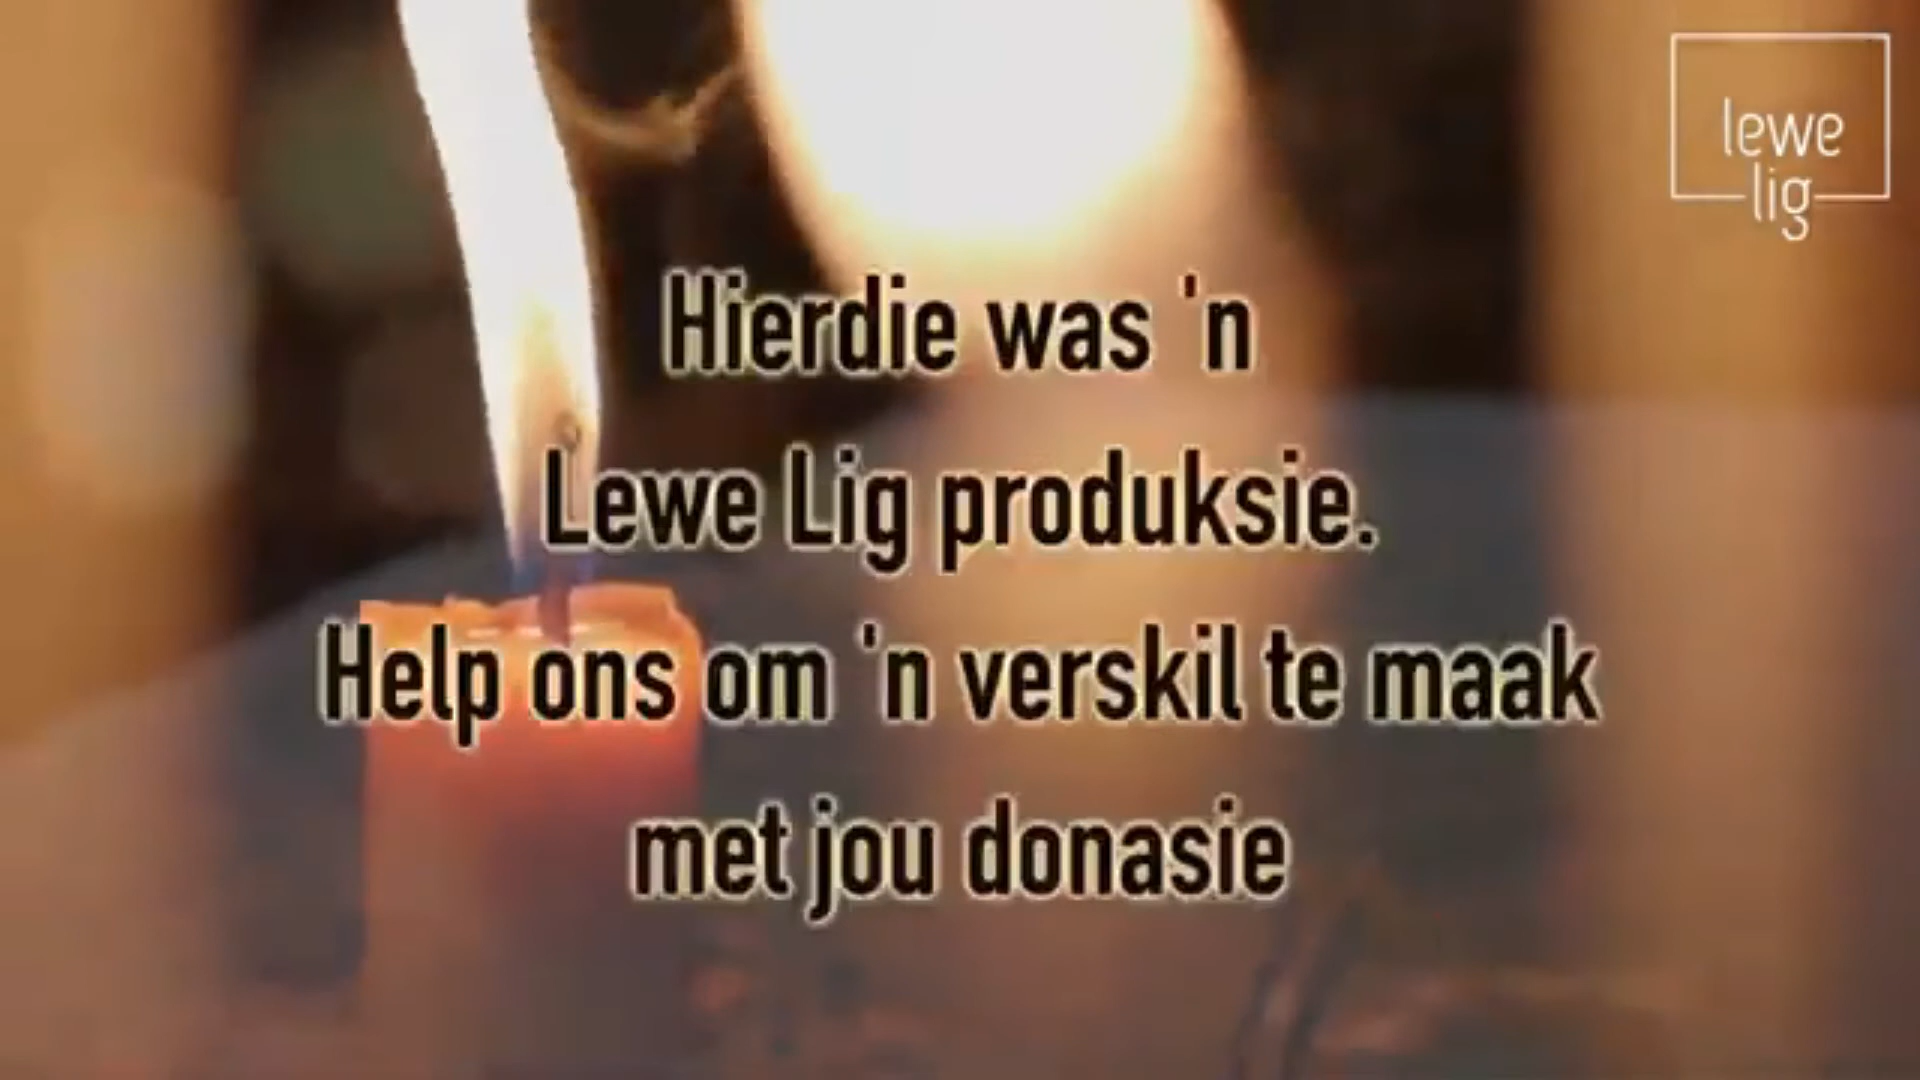 lewe
lig
Hierdie was 'n
Lewe Lig produksie.
Help ons om 'n verskil te maak
met jou donasie